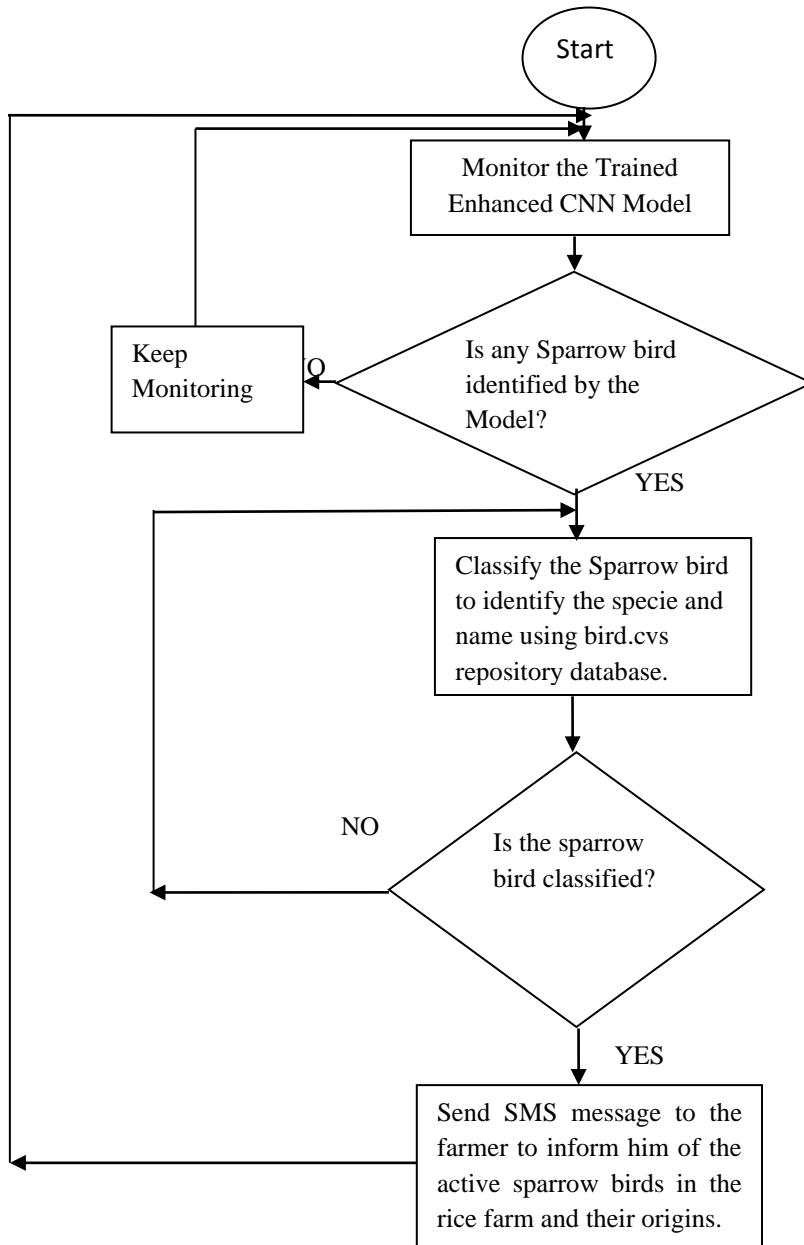 Start
Monitor the Trained
Enhanced CNN Model
Is any Sparrow bird
identified by the
Model?
Keep
Monitoring
YES
Classify the Sparrow bird
to identify the specie and
name using bird.cvs
repository database.
NO
Is the sparrow
bird classified?
YES
Send SMS message to the
farmer to inform him of the
active sparrow birds in the
rice farm and their origins.